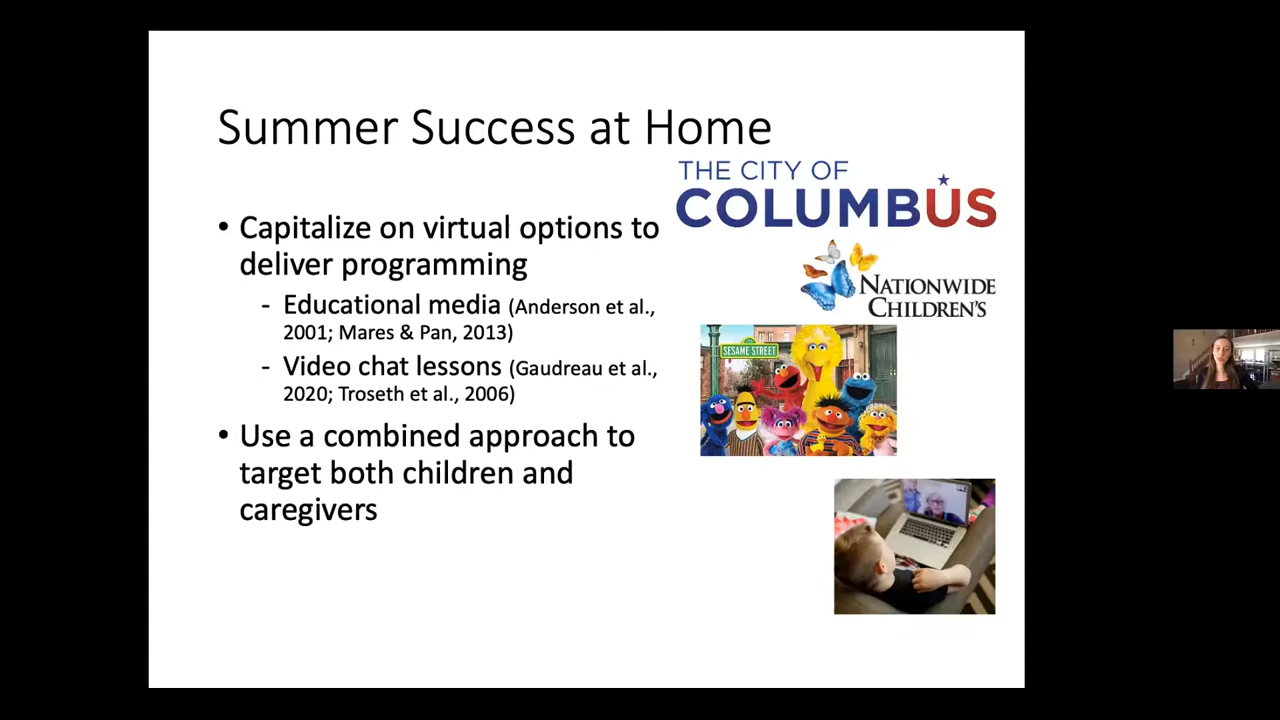 Summer Success at Home
THE CITY OF
COLUMBUS
• Capitalize on virtual options to
deliver programming
- Educational media (Anderson et al.,
2001; Mares & Pan, 2013)
- Video chat lessons (Gaudreau et al.,
2020; Troseth et al., 2006)
• Use a combined approach to
target both children and
caregivers
NATIONWIDE
CHILDREN'S
SESAME STREET